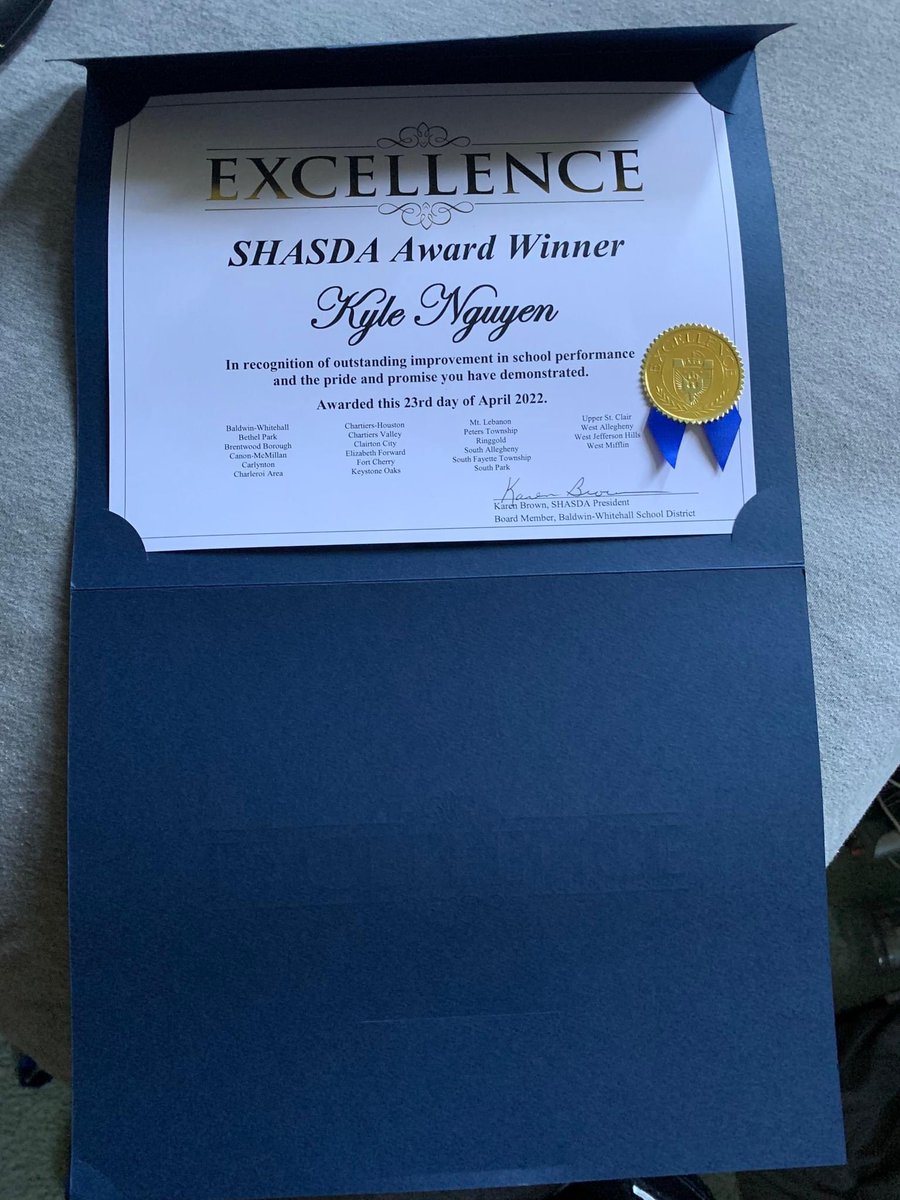 EXCELLENCE
SHASDA Award Winner
Kyle Nguyen
In recognition of outstanding improvement in school performance
and the pride and promise you have demonstrated.
Awarded this 23rd day of April 2022.
Baldwin-Whitehall
Bethel Park
Brentwood Borough
Canon-McMillan
Carlynton
Charleroi Area
Chartiers-Houston
Chartiers Valley
Clairton City
Elizabeth Forward
Fort Cherry
Keystone Oaks
Mt. Lebanon
Peters Township
Ringgold
South Allegheny
South Fayette Township
South Park
Upper St. Clair
West Allegheny
West Jefferson Hills
West Mifflin
EXCELLENCE
Karen Brown
Karen Brown, SHASDA President
Board Member, Baldwin-Whitehall School District